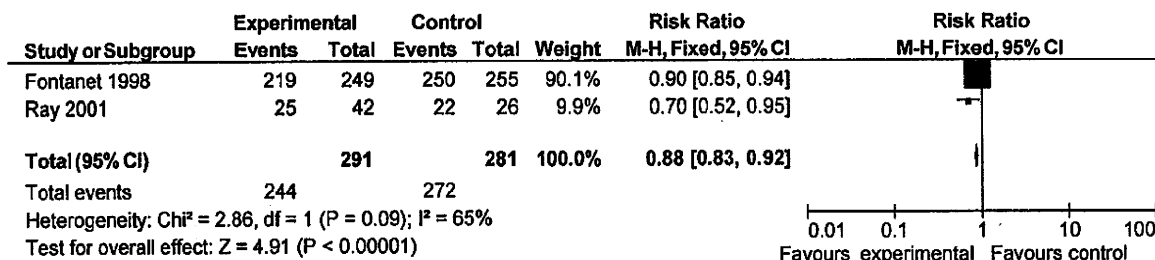 Experimental Control Risk Ratio Risk Ratio
Study or Subgroup Events Total Events Total Weight M-H, Fixed, 95% CI M-H, Fixed, 95% CI
Fontanet 1998 219 249 250 255 90.1% 0.90 [0.85, 0.94]
Ray 2001 25 42 22 26 9.9% 0.70 [0.52, 0.95]
Total (95% CI) 291 281 100.0% 0.88 [0.83, 0.92]
Total events 244 272
Heterogeneity: Chi² = 2.86, df = 1 (P = 0.09); I² = 65%
Test for overall effect: Z = 4.91 (P < 0.00001)
0.01 0.1 1 10 100
Favours experimental Favours control